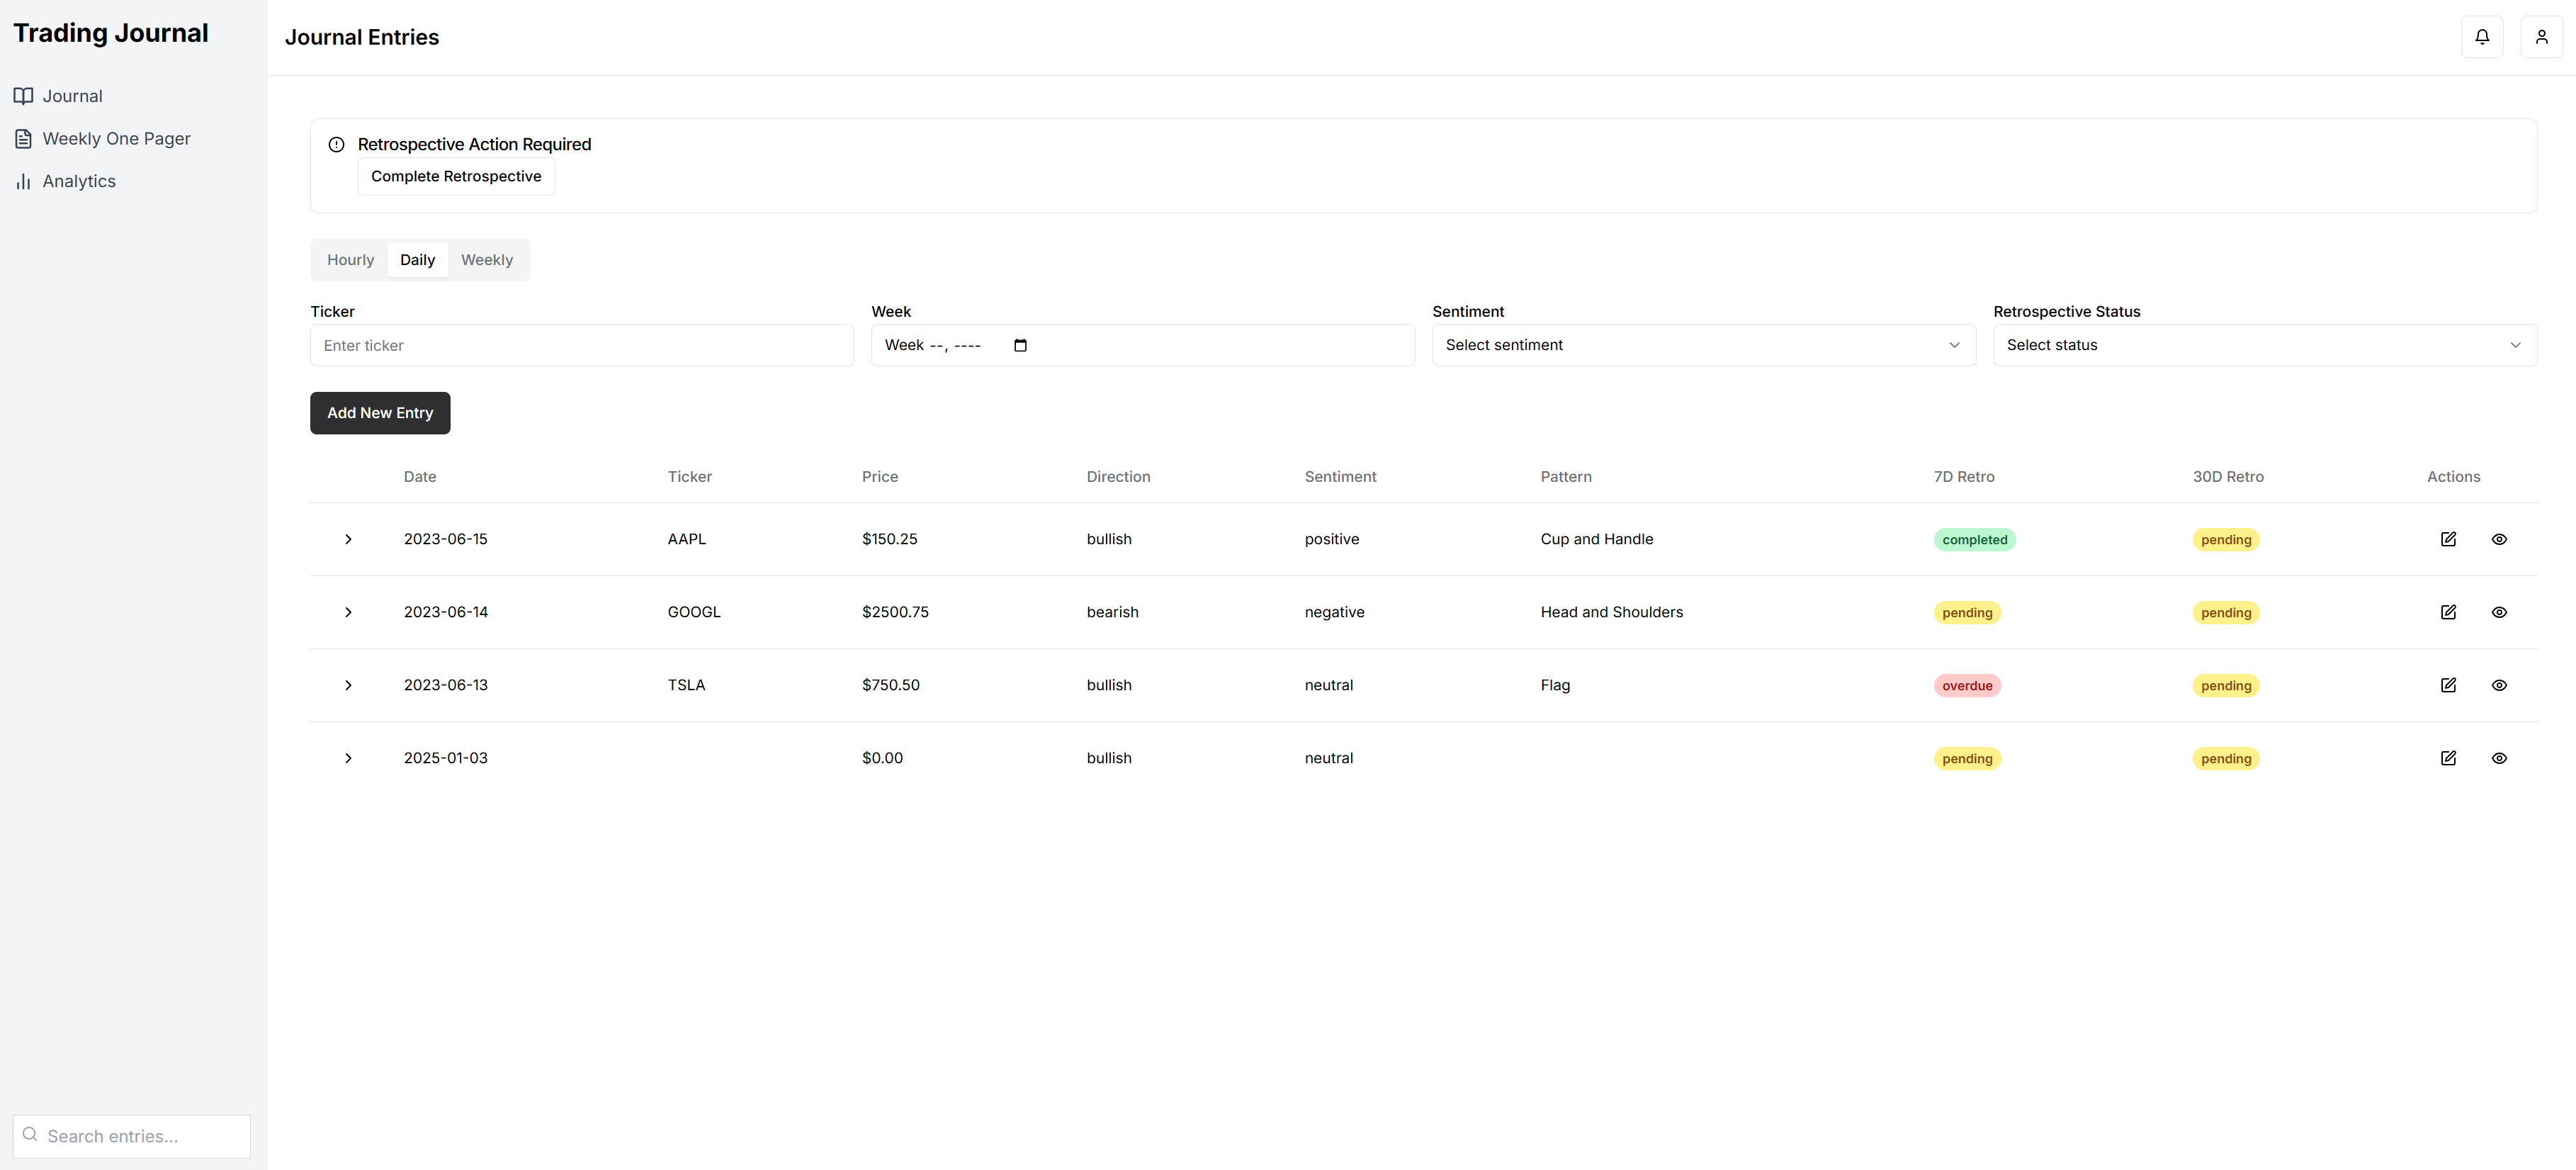 Trading Journal
Journal
Weekly One Pager
Analytics
Search entries...
Journal Entries
Retrospective Action Required
Complete Retrospective
Hourly Daily Weekly
Ticker Week Sentiment Retrospective Status
Enter ticker Week --, ---- Select sentiment Select status
Add New Entry
Date Ticker Price Direction Sentiment Pattern 7D Retro 30D Retro Actions
2023-06-15 AAPL $150.25 bullish positive Cup and Handle completed pending
2023-06-14 GOOGL $2500.75 bearish negative Head and Shoulders pending pending
2023-06-13 TSLA $750.50 bullish neutral Flag overdue pending
2025-01-03 $0.00 bullish neutral pending pending